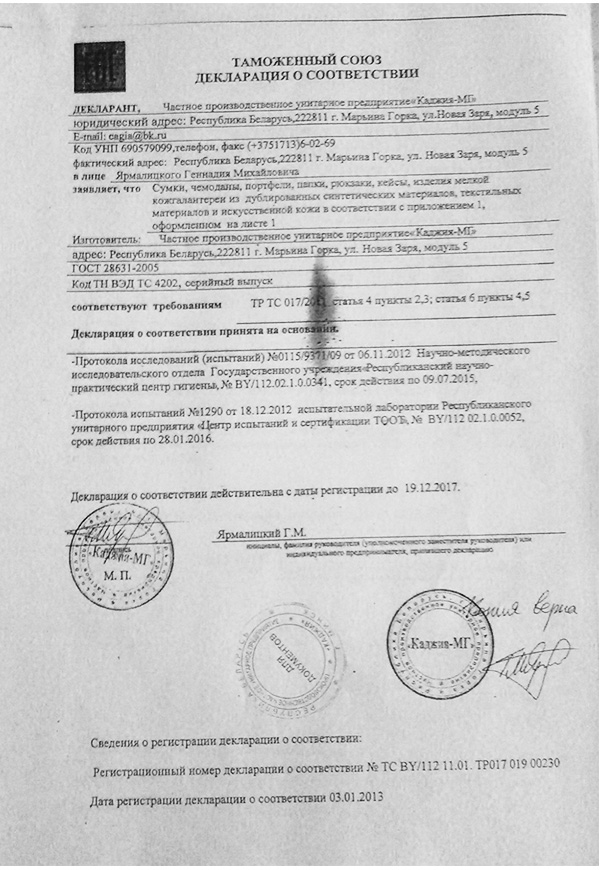 ТАМОЖЕННЫЙ СОЮЗ
ДЕКЛАРАЦИЯ О СООТВЕТСТВИИ
ДЕКЛАРАНТ, Частное производственное унитарное предприятие«Каджия-МГ»
юридический адрес: Республика Беларусь,222811 г. Марьина Горка, ул.Новая Заря, модуль 5
E-mail: eagia@bk.ru
Код УНП 690579099,телефон, факс (+3751713)6-02-69
фактический адрес: Республика Беларусь,222811 г. Марьина Горка, ул. Новая Заря, модуль 5
в лице Ярмалицкого Геннадия Михайловича
заявляет, что Сумки, чемоданы, портфели, папки, рюкзаки, кейсы, изделия мелкой
кожгалантереи из дублированных синтетических материалов, текстильных
материалов и искусственной кожи в соответствии с приложением 1,
оформленном на листе 1
Изготовитель: Частное производственное унитарное предприятие«Каджия-МГ»
адрес: Республика Беларусь,222811 г. Марьина Горка, ул. Новая Заря, модуль 5
ГОСТ 28631-2005
Код ТН ВЭД ТС 4202, серийный выпуск
соответствуют требованиям ТР ТС 017/2011, статья 4 пункты 2,3; статья 6 пункты 4,5
Декларация о соответствии принята на основании.
-Протокола исследований (испытаний) №0115/9371/09 от 06.11.2012 Научно-методического
исследовательского отдела Государственного учреждения«Республиканский научно-
практический центр гигиены», № BY/112.02.1.0.0341, срок действия по 09.07.2015,
-Протокола испытаний №1290 от 18.12.2012 испытательной лаборатории Республиканского
унитарного предприятия «Центр испытаний и сертификации ТООТ», № BY/112 02.1.0.0052,
срок действия по 28.01.2016.
Декларация о соответствии действительна с даты регистрации до 19.12.2017.
Ярмалицкий Г.М.
инициалы, фамилия руководителя (уполномоченного заместителя руководителя) или
индивидуального предпринимателя, принявшего декларацию
«Каджия-МГ»
М. П.
Копия верна
«Каджия-МГ»
ДЛЯ
ДОКУМЕНТОВ
Сведения о регистрации декларации о соответствии:
Регистрационный номер декларации о соответствии № ТС BY/112 11.01. ТР017 019 00230
Дата регистрации декларации о соответствии 03.01.2013